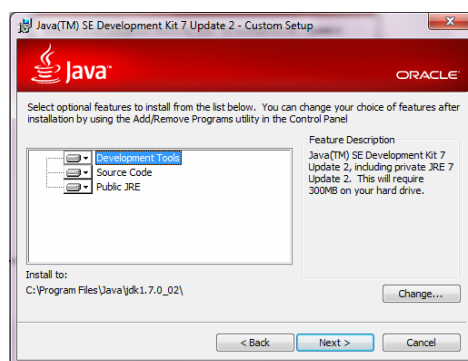 Java(TM) SE Development Kit 7 Update 2 - Custom Setup
Java™
ORACLE
Select optional features to install from the list below. You can change your choice of features after
installation by using the Add/Remove Programs utility in the Control Panel
Development Tools
Source Code
Public JRE
Feature Description
Java(TM) SE Development Kit 7
Update 2, including private JRE 7
Update 2. This will require
300MB on your hard drive.
Install to:
C:\Program Files\Java\jdk1.7.0_02\
Change...
< Back
Next >
Cancel